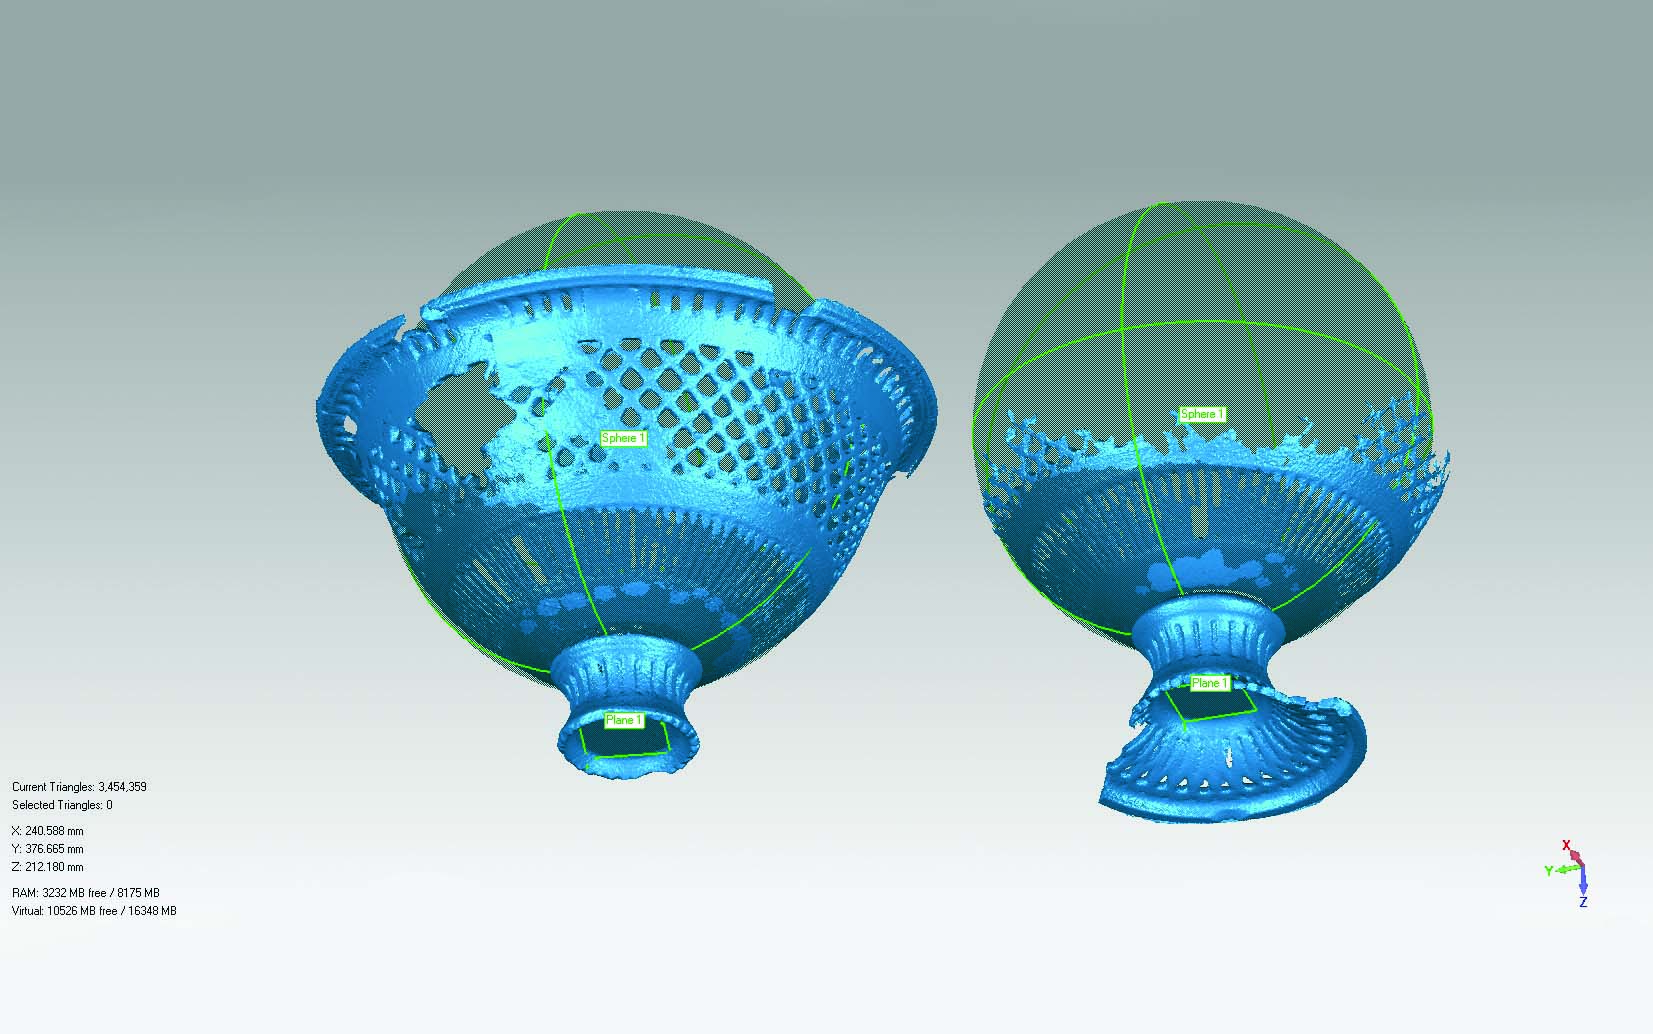 Sphere 1
Sphere 1
Plane 1
Plane 1
Current Triangles: 3,454,359
Selected Triangles: 0
X: 240.588 mm
Y: 376.665 mm
Z: 212.180 mm
RAM: 3232 MB free / 8175 MB
Virtual: 10526 MB free / 16348 MB
X
Y
Z